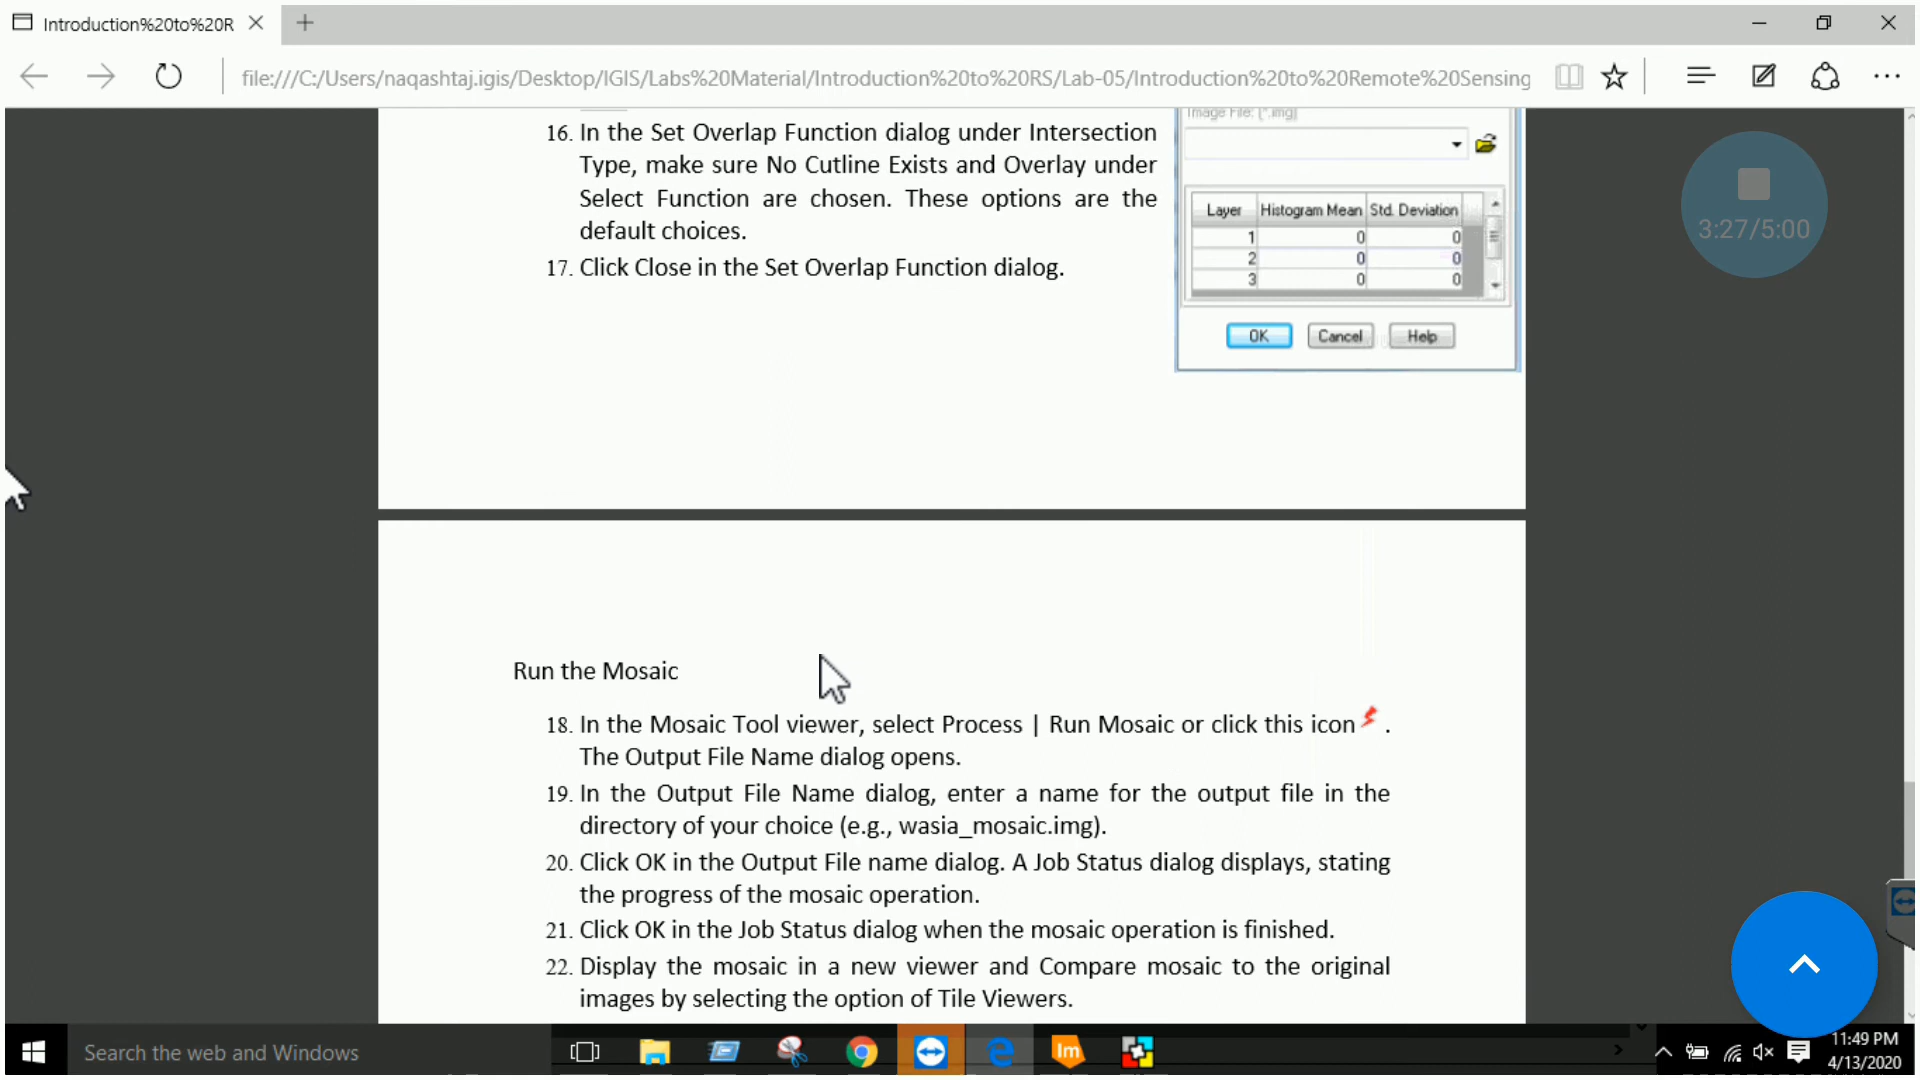 Introduction%20to%20R
file:///C:/Users/naqashtaj.igis/Desktop/IGIS/Labs%20Material/Introduction%20to%20RS/Lab-05/Introduction%20to%20Remote%20Sensing
Image File: (*.img)
16. In the Set Overlap Function dialog under Intersection
Type, make sure No Cutline Exists and Overlay under
Select Function are chosen. These options are the
default choices.
17. Click Close in the Set Overlap Function dialog.
Layer Histogram Mean Std. Deviation
1 0 0
2 0 0
3 0 0
OK Cancel Help
3:27/5:00
Run the Mosaic
18. In the Mosaic Tool viewer, select Process | Run Mosaic or click this icon .
The Output File Name dialog opens.
19. In the Output File Name dialog, enter a name for the output file in the
directory of your choice (e.g., wasia_mosaic.img).
20. Click OK in the Output File name dialog. A Job Status dialog displays, stating
the progress of the mosaic operation.
21. Click OK in the Job Status dialog when the mosaic operation is finished.
22. Display the mosaic in a new viewer and Compare mosaic to the original
images by selecting the option of Tile Viewers.
Search the web and Windows
Im
11:49 PM
4/13/2020